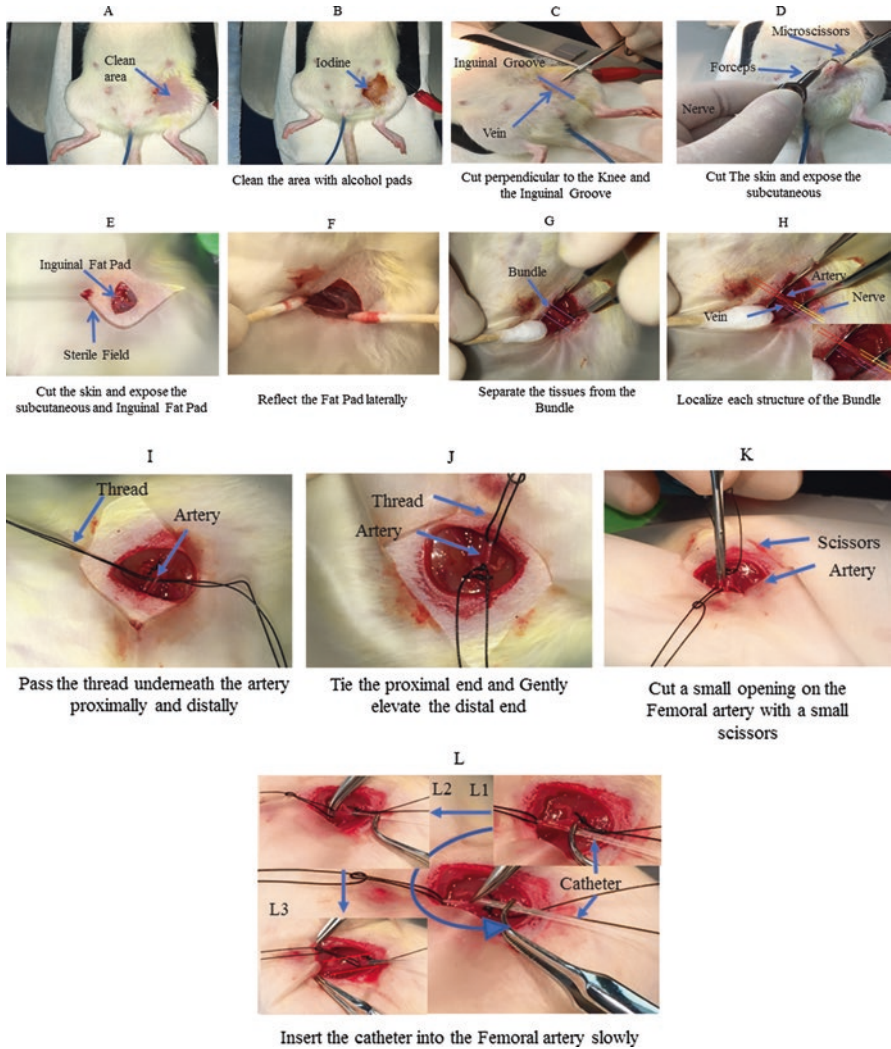 A
B
C
D
Clean
area
Iodine
Inguinal Groove
Vein
Microscissors
Forceps
Nerve
Clean the area with alcohol pads
Cut perpendicular to the Knee and
the Inguinal Groove
Cut The skin and expose the
subcutaneous
E
F
G
H
Inguinal Fat Pad
Sterile Field
Bundle
Artery
Nerve
Vein
Cut the skin and expose the
subcutaneous and Inguinal Fat Pad
Reflect the Fat Pad laterally
Separate the tissues from the
Bundle
Localize each structure of the Bundle
I
J
K
Thread
Artery
Thread
Artery
Scissors
Artery
Pass the thread underneath the artery
proximally and distally
Tie the proximal end and Gently
elevate the distal end
Cut a small opening on the
Femoral artery with a small
scissors
L
L2
L1
Catheter
L3
Insert the catheter into the Femoral artery slowly